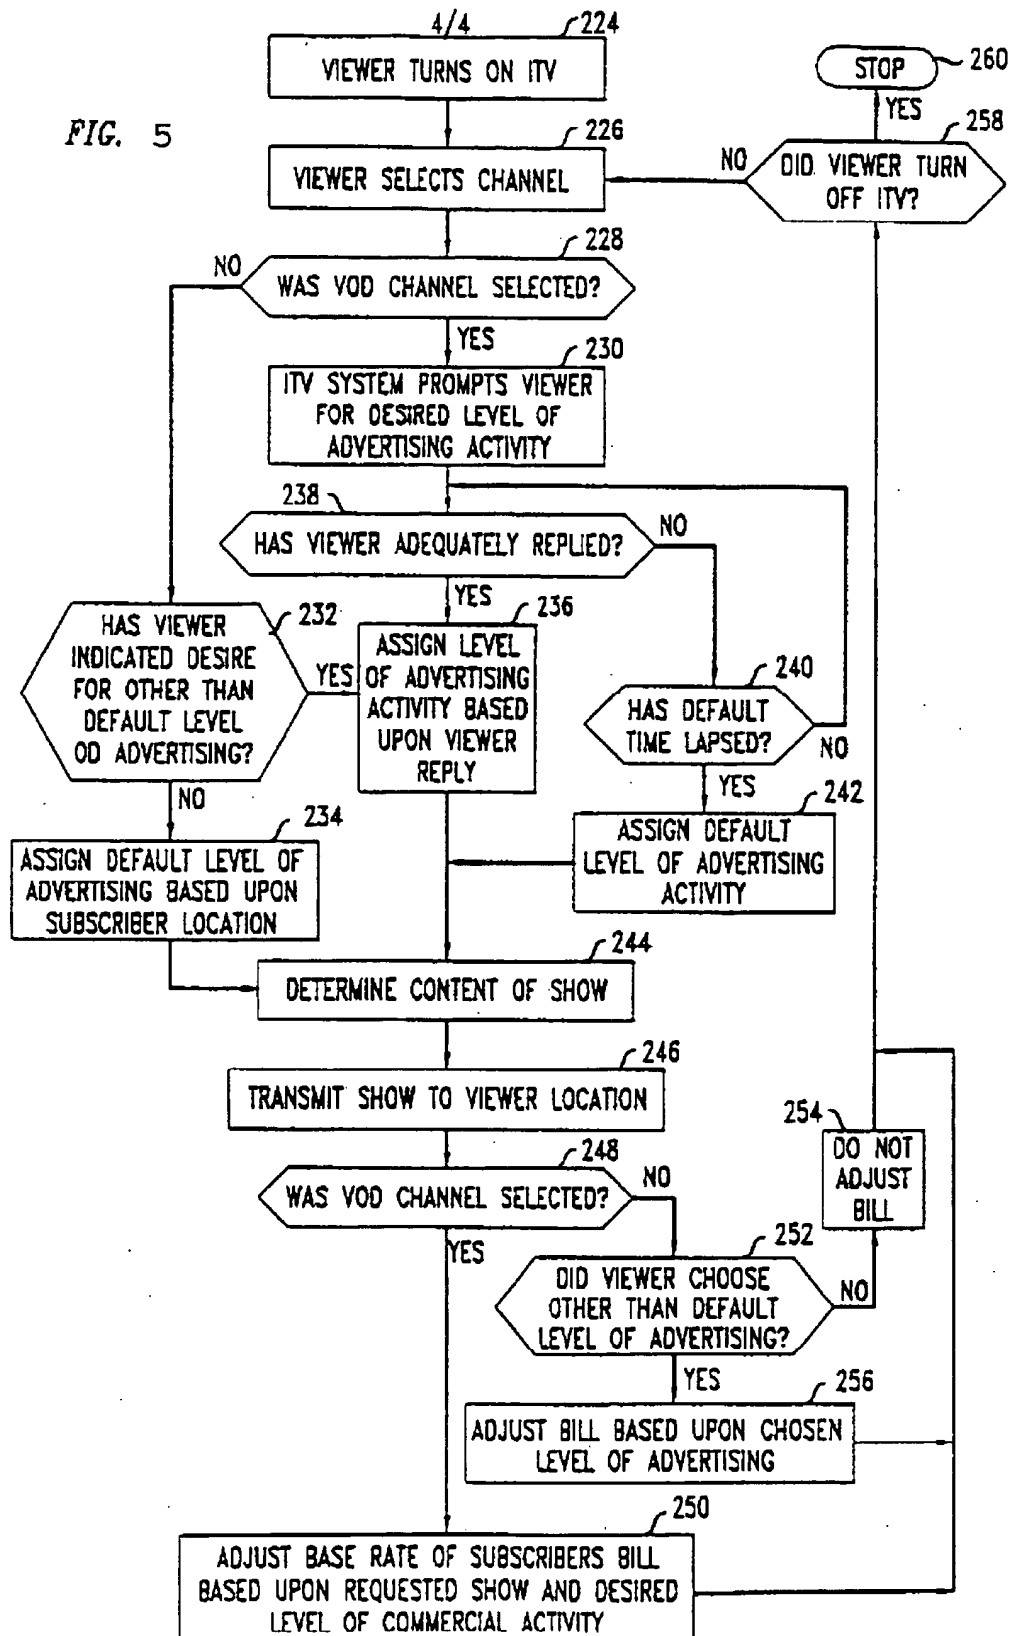 4/4
224
VIEWER TURNS ON ITV
STOP
260
YES
FIG. 5
226
258
VIEWER SELECTS CHANNEL
NO
DID VIEWER TURN
OFF ITV?
228
NO
WAS VOD CHANNEL SELECTED?
YES
230
ITV SYSTEM PROMPTS VIEWER
FOR DESIRED LEVEL OF
ADVERTISING ACTIVITY
238
HAS VIEWER ADEQUATELY REPLIED?
NO
YES
232
HAS VIEWER
INDICATED DESIRE
FOR OTHER THAN
DEFAULT LEVEL
OD ADVERTISING?
YES
236
ASSIGN LEVEL
OF ADVERTISING
ACTIVITY BASED
UPON VIEWER
REPLY
240
HAS DEFAULT
TIME LAPSED?
NO
YES
NO
234
ASSIGN DEFAULT LEVEL OF
ADVERTISING BASED UPON
SUBSCRIBER LOCATION
242
ASSIGN DEFAULT
LEVEL OF ADVERTISING
ACTIVITY
244
DETERMINE CONTENT OF SHOW
246
TRANSMIT SHOW TO VIEWER LOCATION
248
WAS VOD CHANNEL SELECTED?
NO
YES
254
DO NOT
ADJUST
BILL
252
DID VIEWER CHOOSE
OTHER THAN DEFAULT
LEVEL OF ADVERTISING?
NO
YES
256
ADJUST BILL BASED UPON CHOSEN
LEVEL OF ADVERTISING
250
ADJUST BASE RATE OF SUBSCRIBERS BILL
BASED UPON REQUESTED SHOW AND DESIRED
LEVEL OF COMMERCIAL ACTIVITY